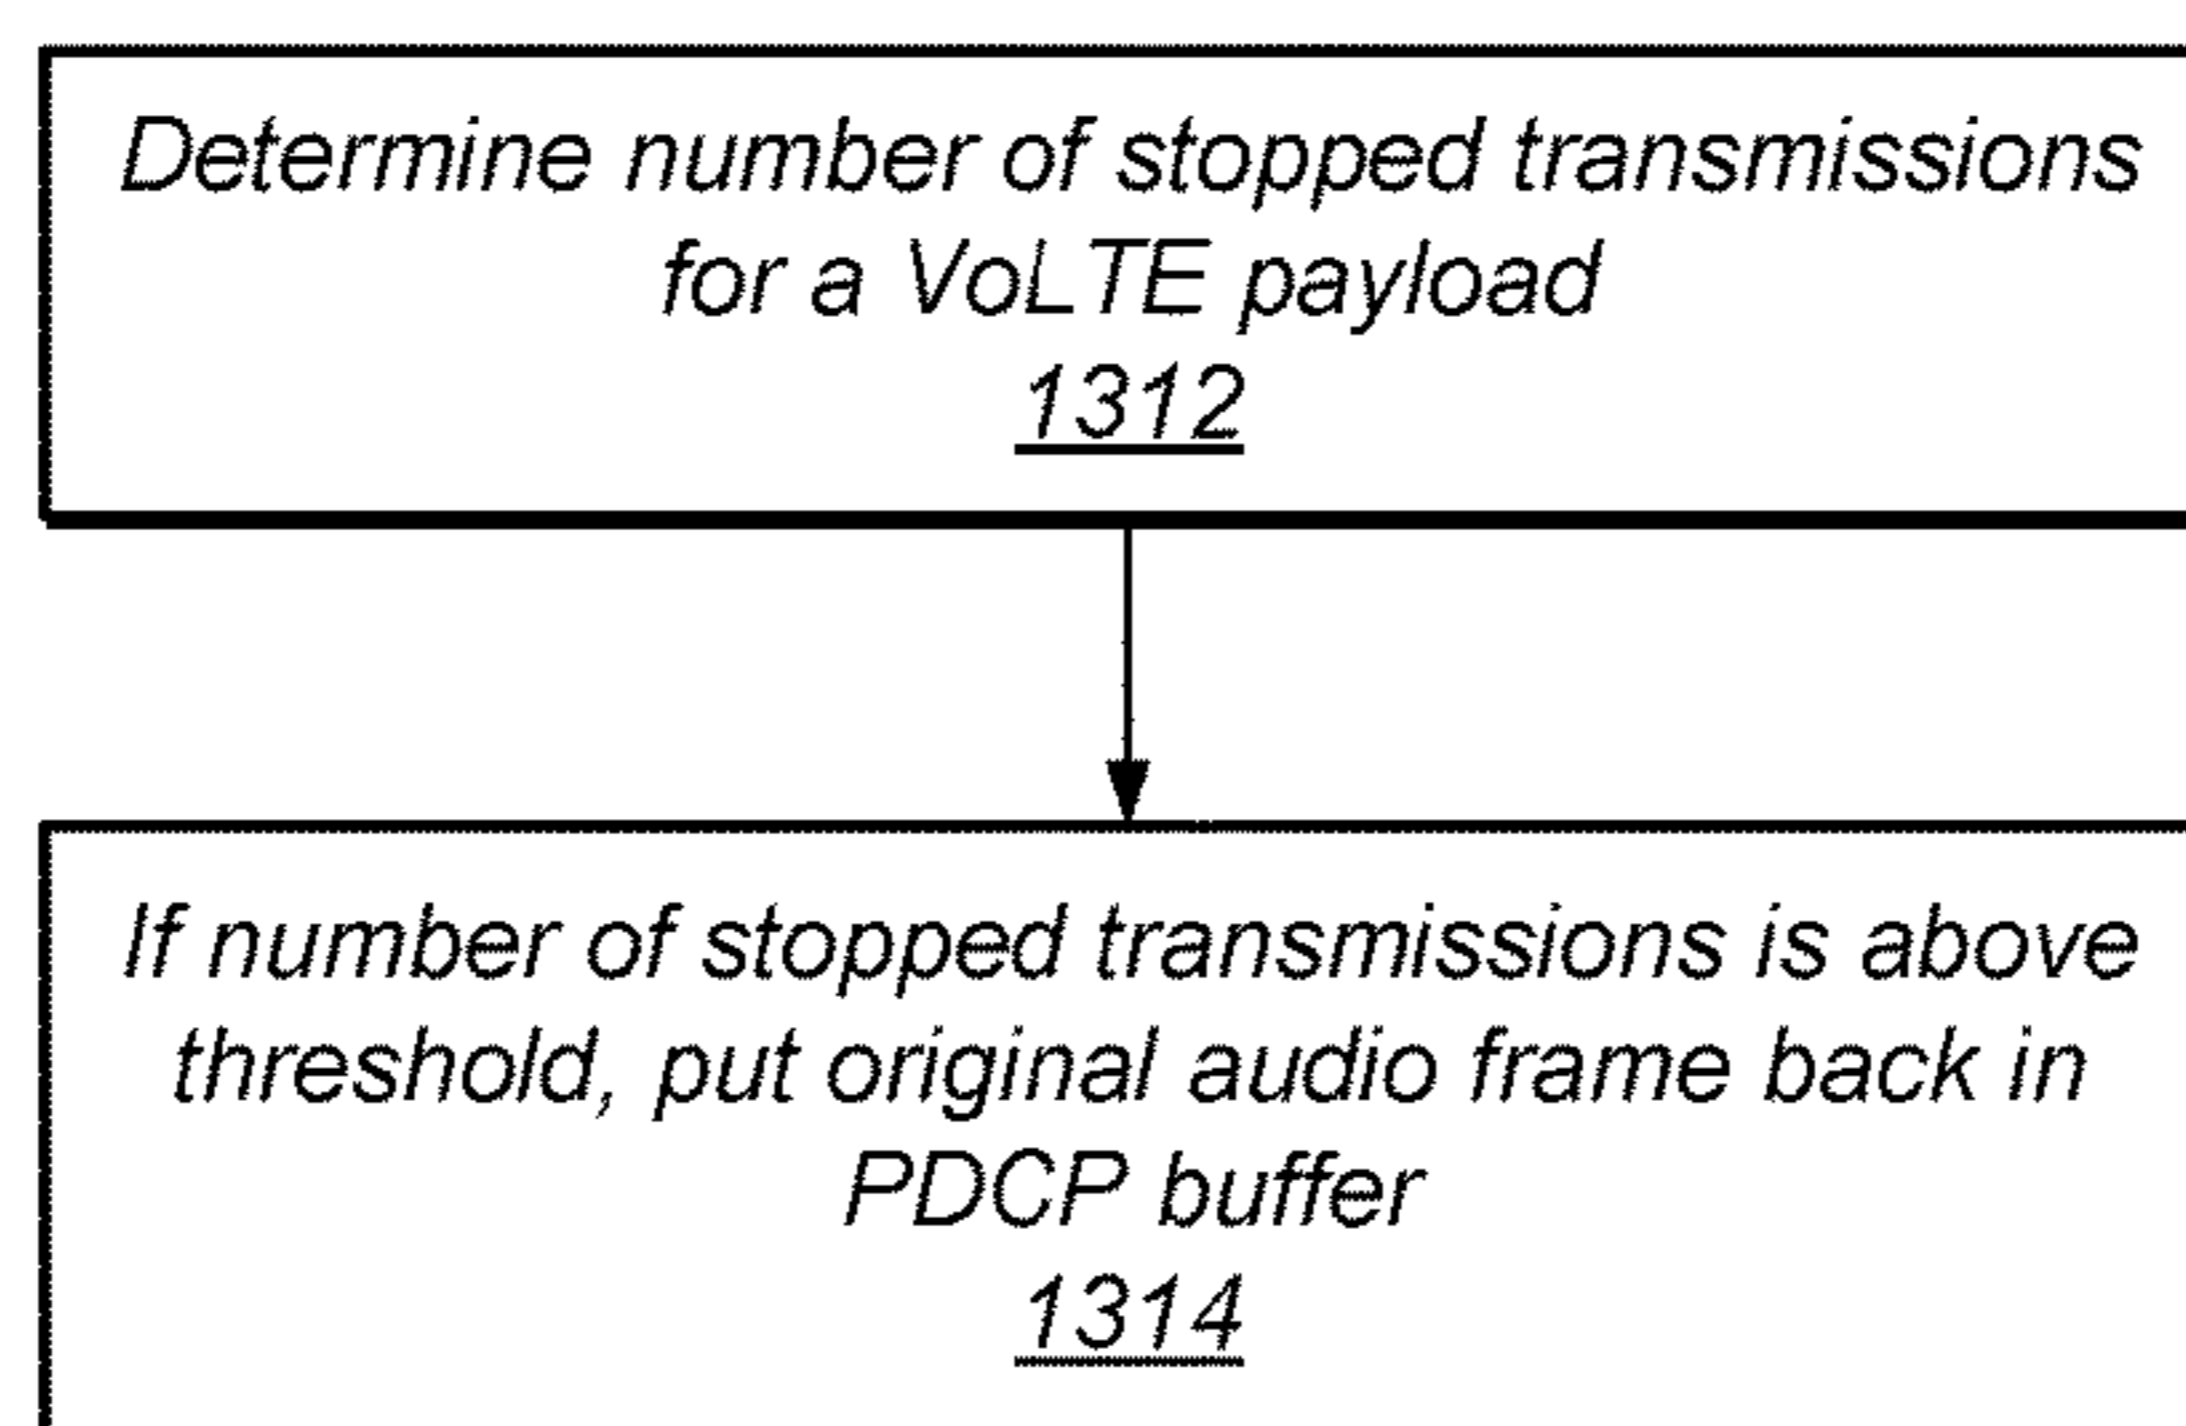 Determine number of stopped transmissions
for a VoLTE payload
1312
If number of stopped transmissions is above
threshold, put original audio frame back in
PDCP buffer
1314